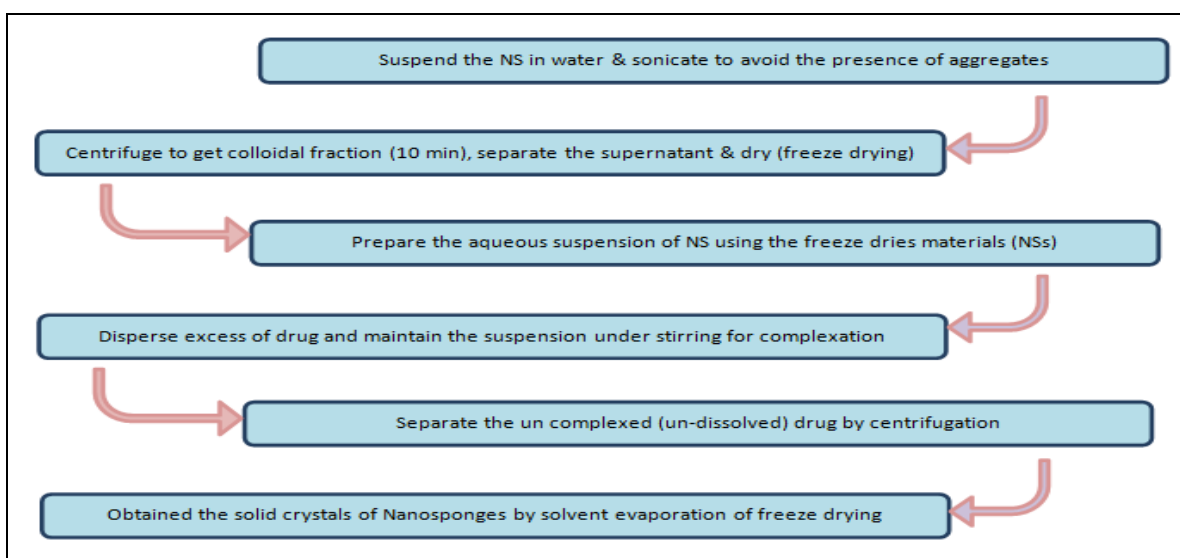 Suspend the NS in water & sonicate to avoid the presence of aggregates
Centrifuge to get colloidal fraction (10 min), separate the supernatant & dry (freeze drying)
Prepare the aqueous suspension of NS using the freeze dries materials (NSs)
Disperse excess of drug and maintain the suspension under stirring for complexation
Separate the un complexed (un-dissolved) drug by centrifugation
Obtained the solid crystals of Nanosponges by solvent evaporation of freeze drying